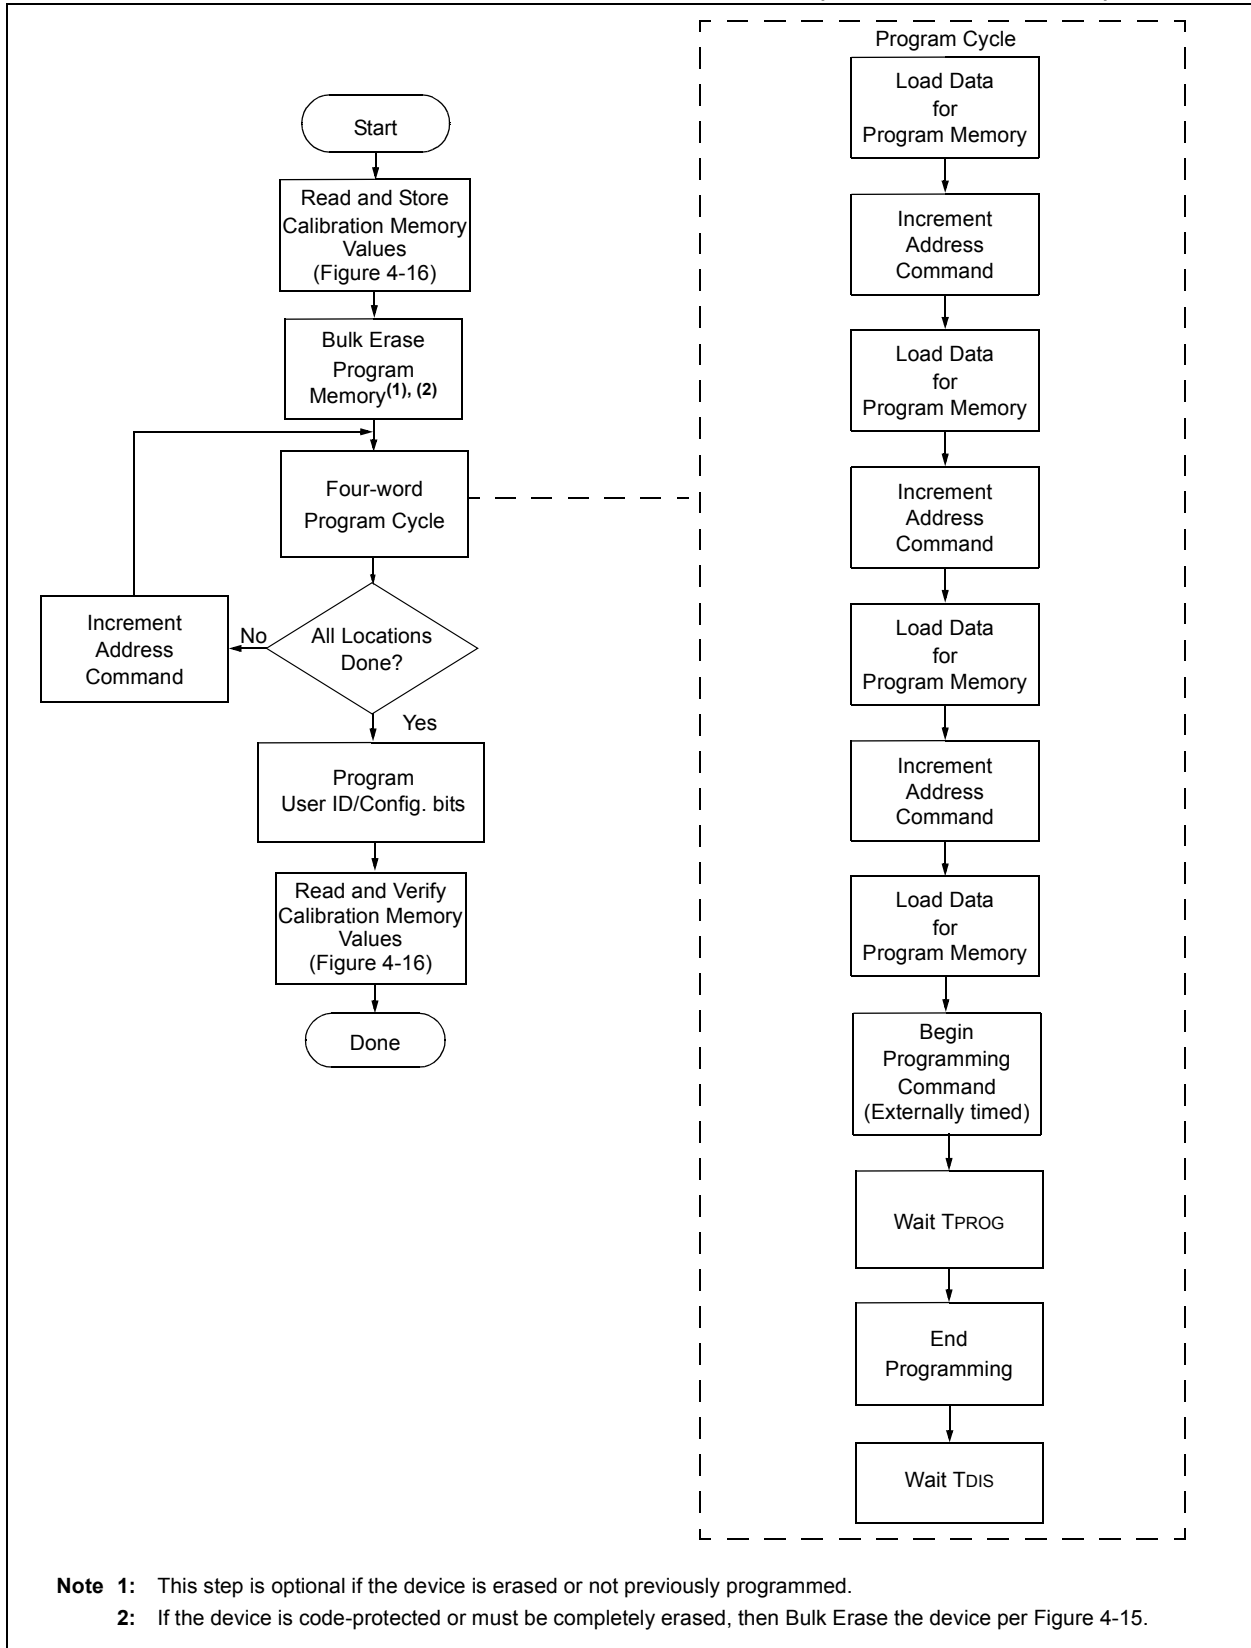 Start
Read and Store
Calibration Memory
Values
(Figure 4-16)
Bulk Erase
Program
Memory(1), (2)
Four-word
Program Cycle
All Locations
Done?
No
Increment
Address
Command
Yes
Program
User ID/Config. bits
Read and Verify
Calibration Memory
Values
(Figure 4-16)
Done
Program Cycle
Load Data
for
Program Memory
Increment
Address
Command
Load Data
for
Program Memory
Increment
Address
Command
Load Data
for
Program Memory
Increment
Address
Command
Load Data
for
Program Memory
Begin
Programming
Command
(Externally timed)
Wait TPROG
End
Programming
Wait TDIS
Note 1: This step is optional if the device is erased or not previously programmed.
2: If the device is code-protected or must be completely erased, then Bulk Erase the device per Figure 4-15.